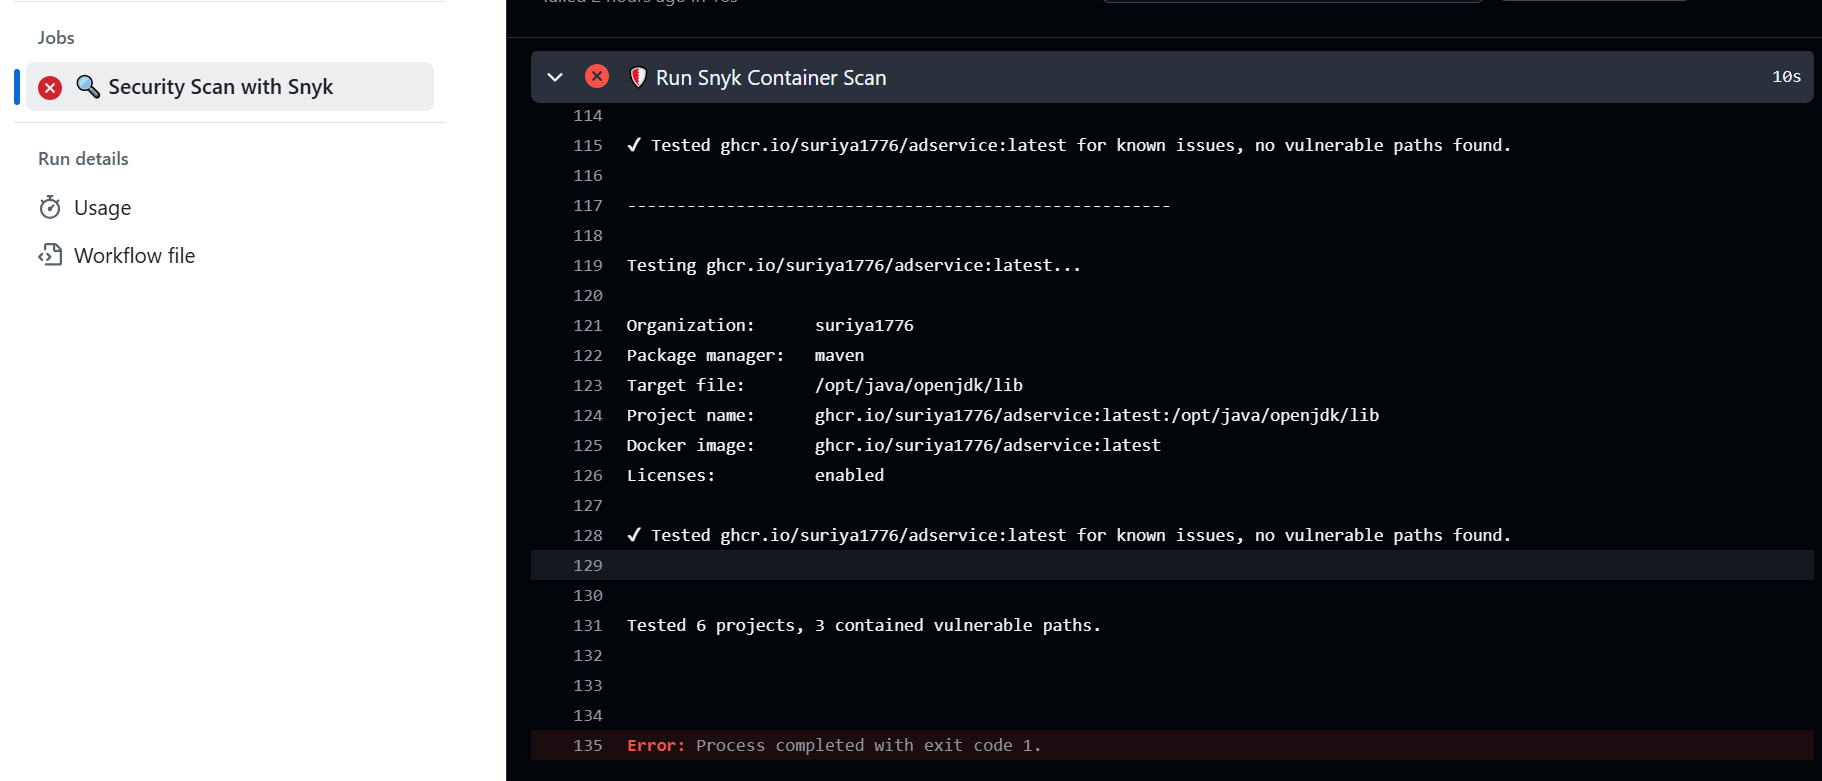 Jobs
Security Scan with Snyk
Run details
Usage
Workflow file
Run Snyk Container Scan
10s
114
115 ✓ Tested ghcr.io/suriya1776/adservice:latest for known issues, no vulnerable paths found.
116
117 -------------------------------------------------------
118
119 Testing ghcr.io/suriya1776/adservice:latest...
120
121 Organization: suriya1776
122 Package manager: maven
123 Target file: /opt/java/openjdk/lib
124 Project name: ghcr.io/suriya1776/adservice:latest:/opt/java/openjdk/lib
125 Docker image: ghcr.io/suriya1776/adservice:latest
126 Licenses: enabled
127
128 ✓ Tested ghcr.io/suriya1776/adservice:latest for known issues, no vulnerable paths found.
129
130
131 Tested 6 projects, 3 contained vulnerable paths.
132
133
134
135 Error: Process completed with exit code 1.